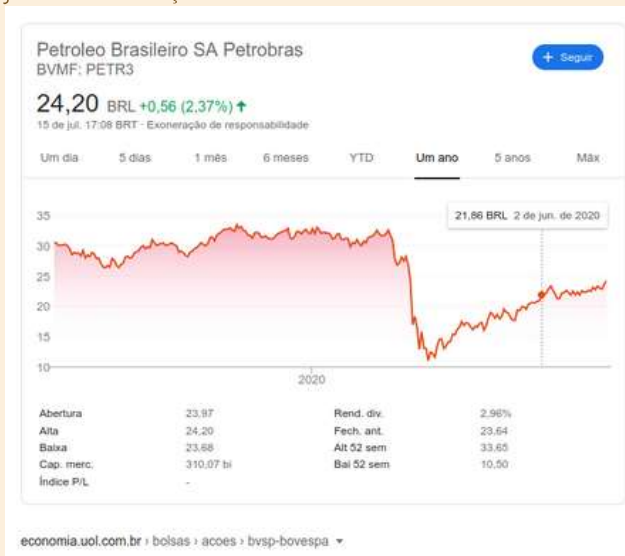 Petroleo Brasileiro SA Petrobras
BVMF: PETR3
+ Seguir
24,20 BRL +0,56 (2,37%) ↑
15 de jul. 17:08 BRT · Exoneração de responsabilidade
Um dia 5 dias 1 mês 6 meses YTD Um ano 5 anos Máx
21,86 BRL 2 de jun. de 2020
35
30
25
20
15
10
2020
Abertura 23,97 Rend. div. 2,96%
Alta 24,20 Fech. ant. 23,64
Baixa 23,68 Alt 52 sem 33,65
Cap. merc. 310,07 bi Bai 52 sem 10,50
Índice P/L -
economia.uol.com.br › bolsas › acoes › bvsp-bovespa